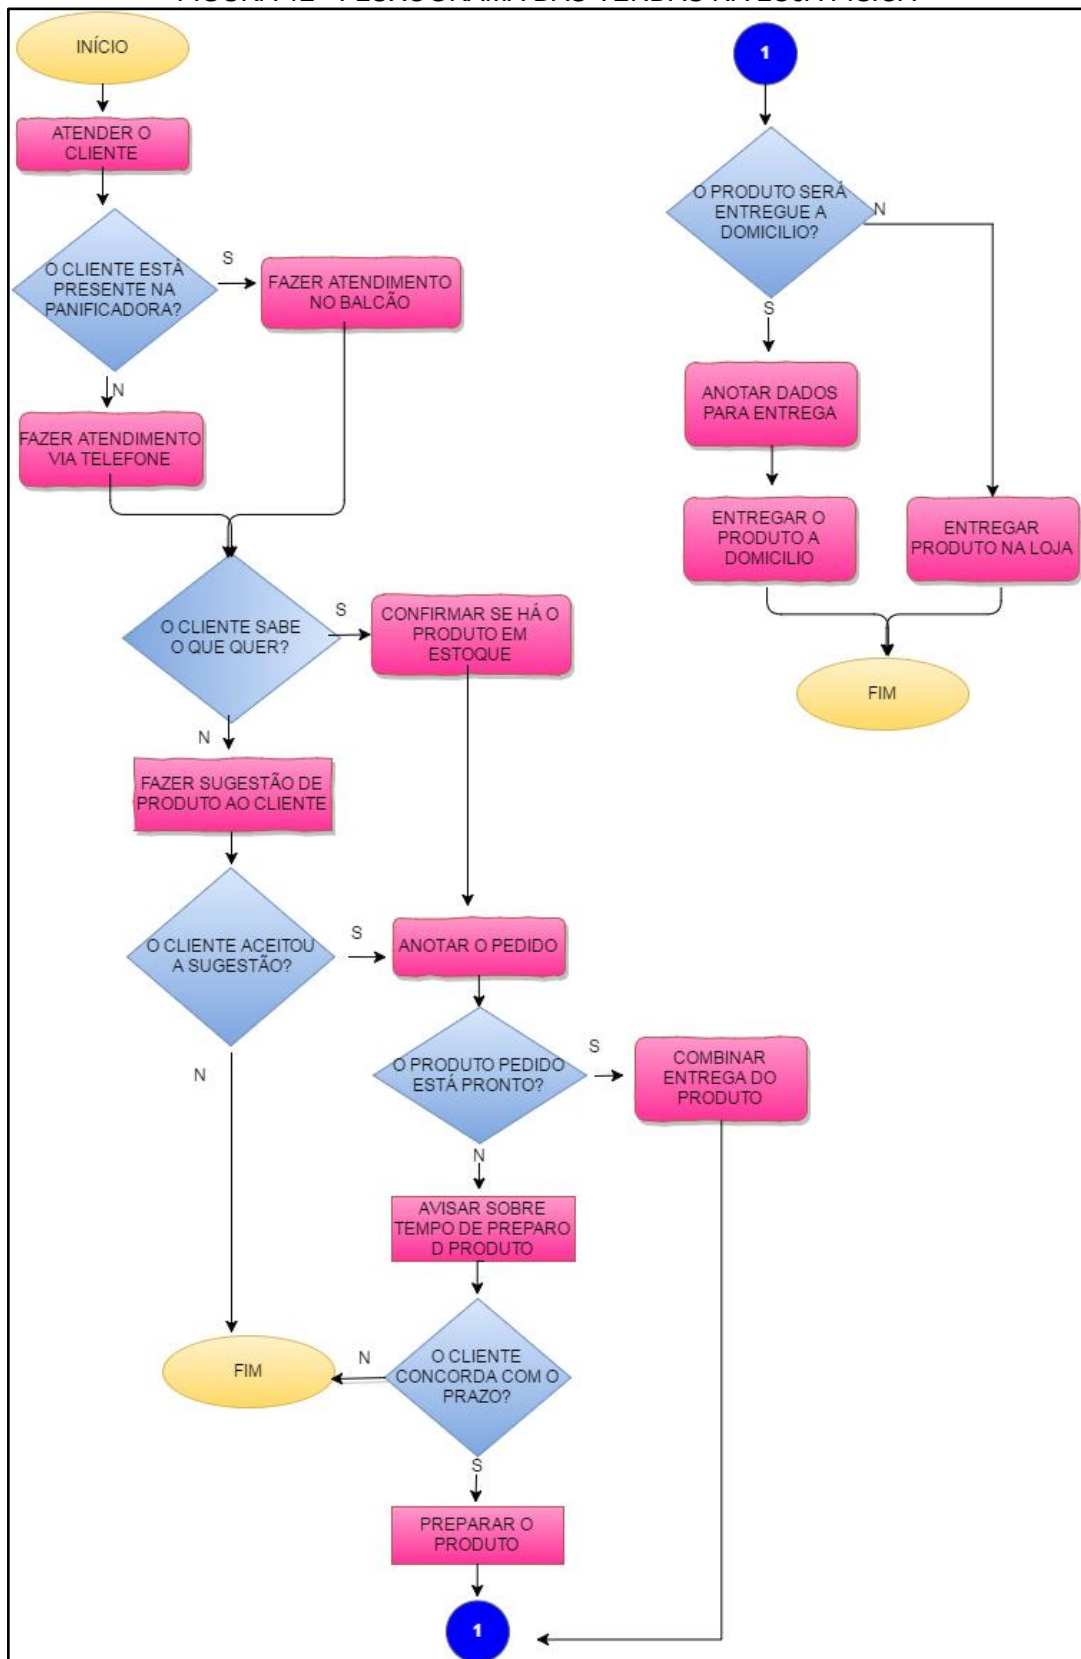 INÍCIO
ATENDER O
CLIENTE
O CLIENTE ESTÁ
PRESENTE NA
PANIFICADORA?
S
FAZER ATENDIMENTO
NO BALCÃO
N
FAZER ATENDIMENTO
VIA TELEFONE
O CLIENTE SABE
O QUE QUER?
S
CONFIRMAR SE HÁ O
PRODUTO EM
ESTOQUE
N
FAZER SUGESTÃO DE
PRODUTO AO CLIENTE
O CLIENTE ACEITOU
A SUGESTÃO?
S
ANOTAR O PEDIDO
N
O PRODUTO PEDIDO
ESTÁ PRONTO?
S
COMBINAR
ENTREGA DO
PRODUTO
N
AVISAR SOBRE
TEMPO DE PREPARO
D PRODUTO
O CLIENTE
CONCORDA COM O
PRAZO?
N
FIM
S
PREPARAR O
PRODUTO
1
1
O PRODUTO SERÁ
ENTREGUE A
DOMICILIO?
N
S
ANOTAR DADOS
PARA ENTREGA
ENTREGAR O
PRODUTO A
DOMICILIO
ENTREGAR
PRODUTO NA LOJA
FIM